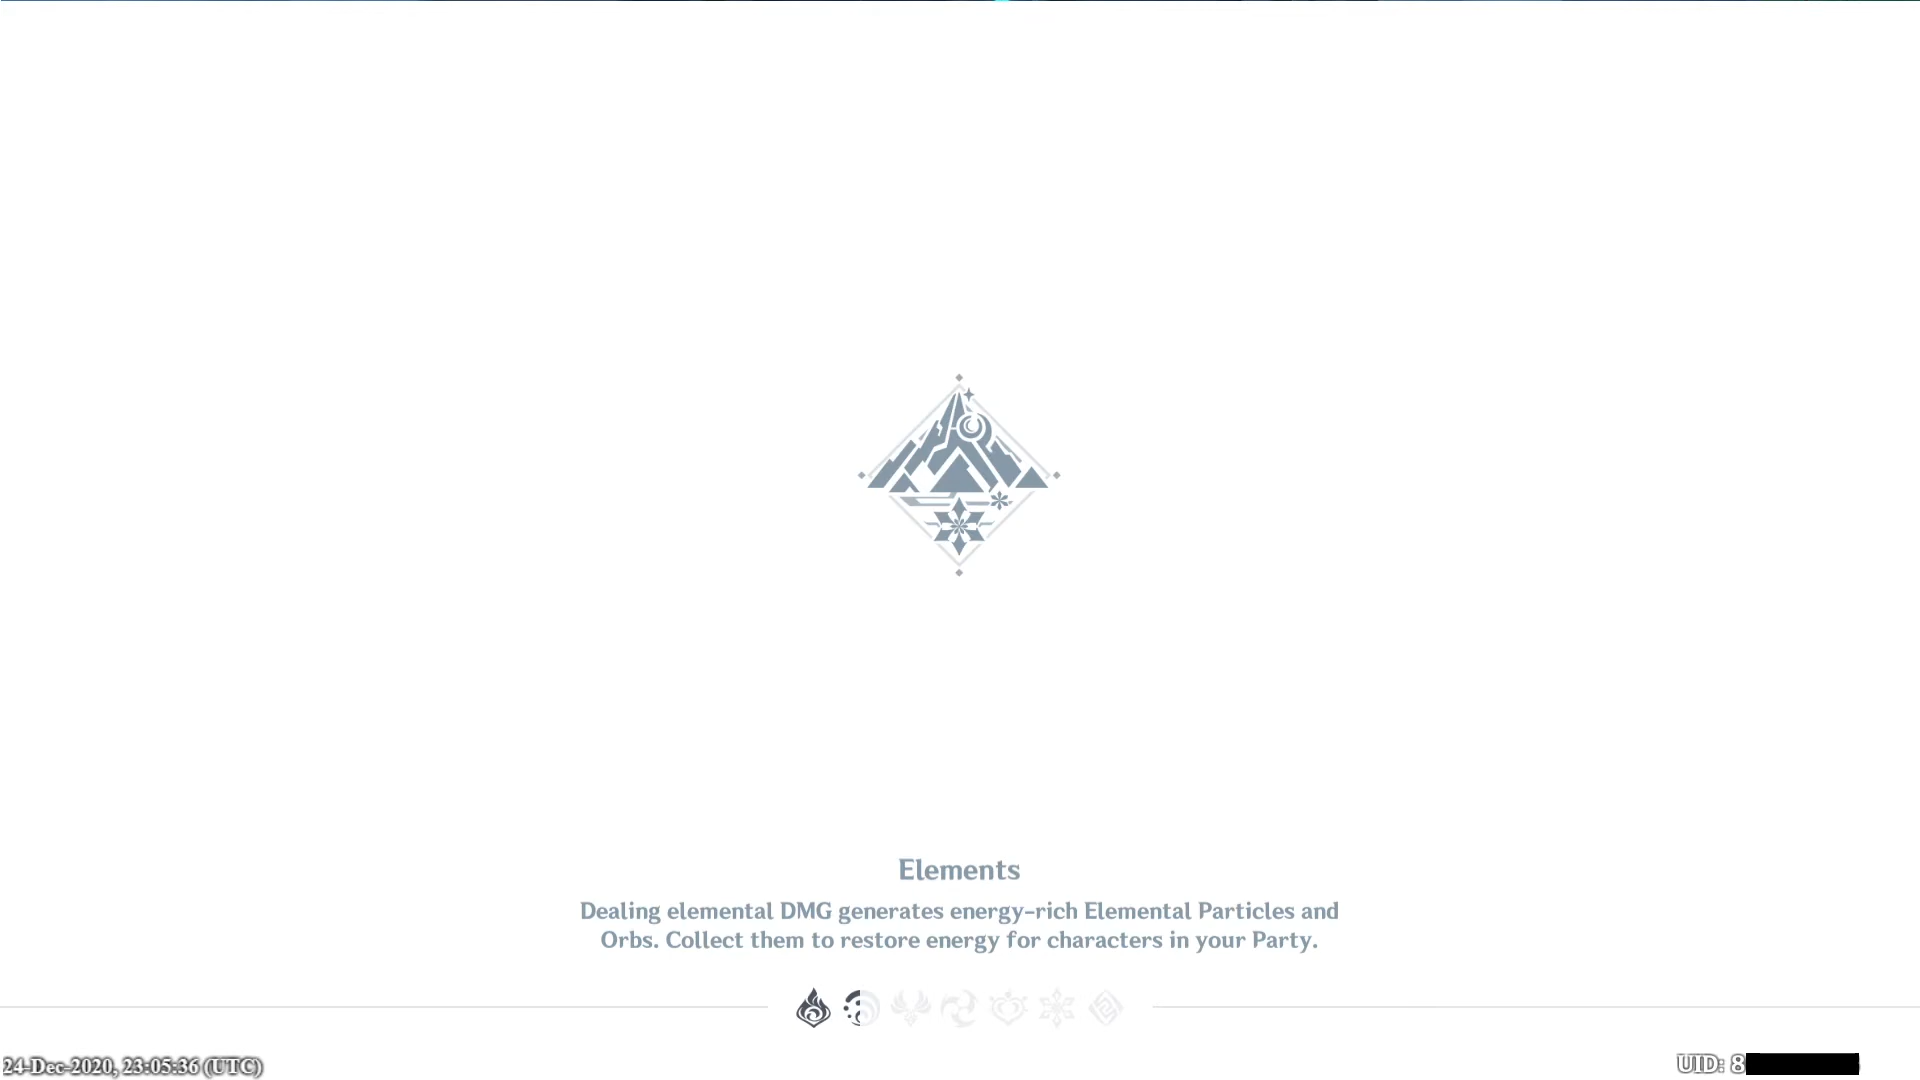 Elements
Dealing elemental DMG generates energy-rich Elemental Particles and
Orbs. Collect them to restore energy for characters in your Party.
24-Dec-2020, 23:05:36 (UTC)
UID: 8